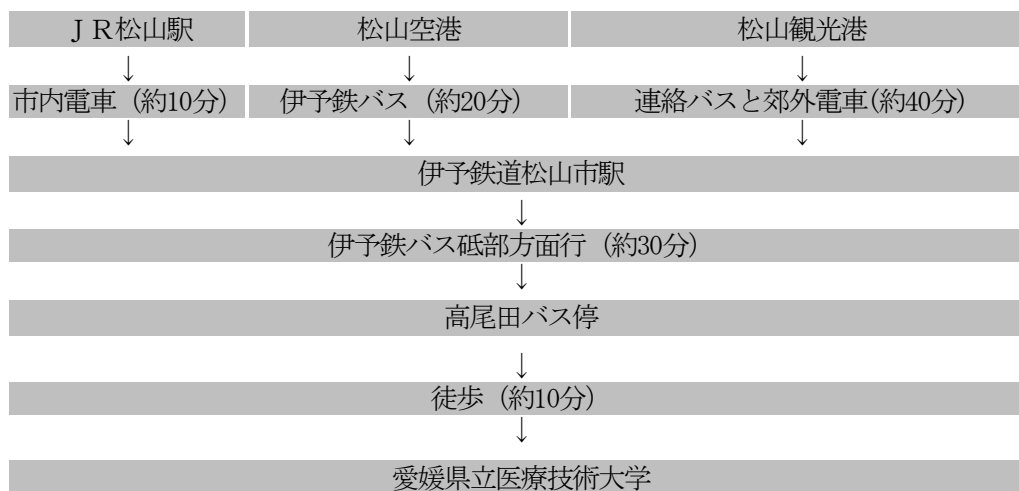 ＪＲ松山駅 松山空港 松山観光港
↓ ↓ ↓
市内電車（約10分） 伊予鉄バス（約20分） 連絡バスと郊外電車(約40分）
↓ ↓ ↓
伊予鉄道松山市駅
↓
伊予鉄バス砥部方面行（約30分）
↓
高尾田バス停
↓
徒歩（約10分）
↓
愛媛県立医療技術大学